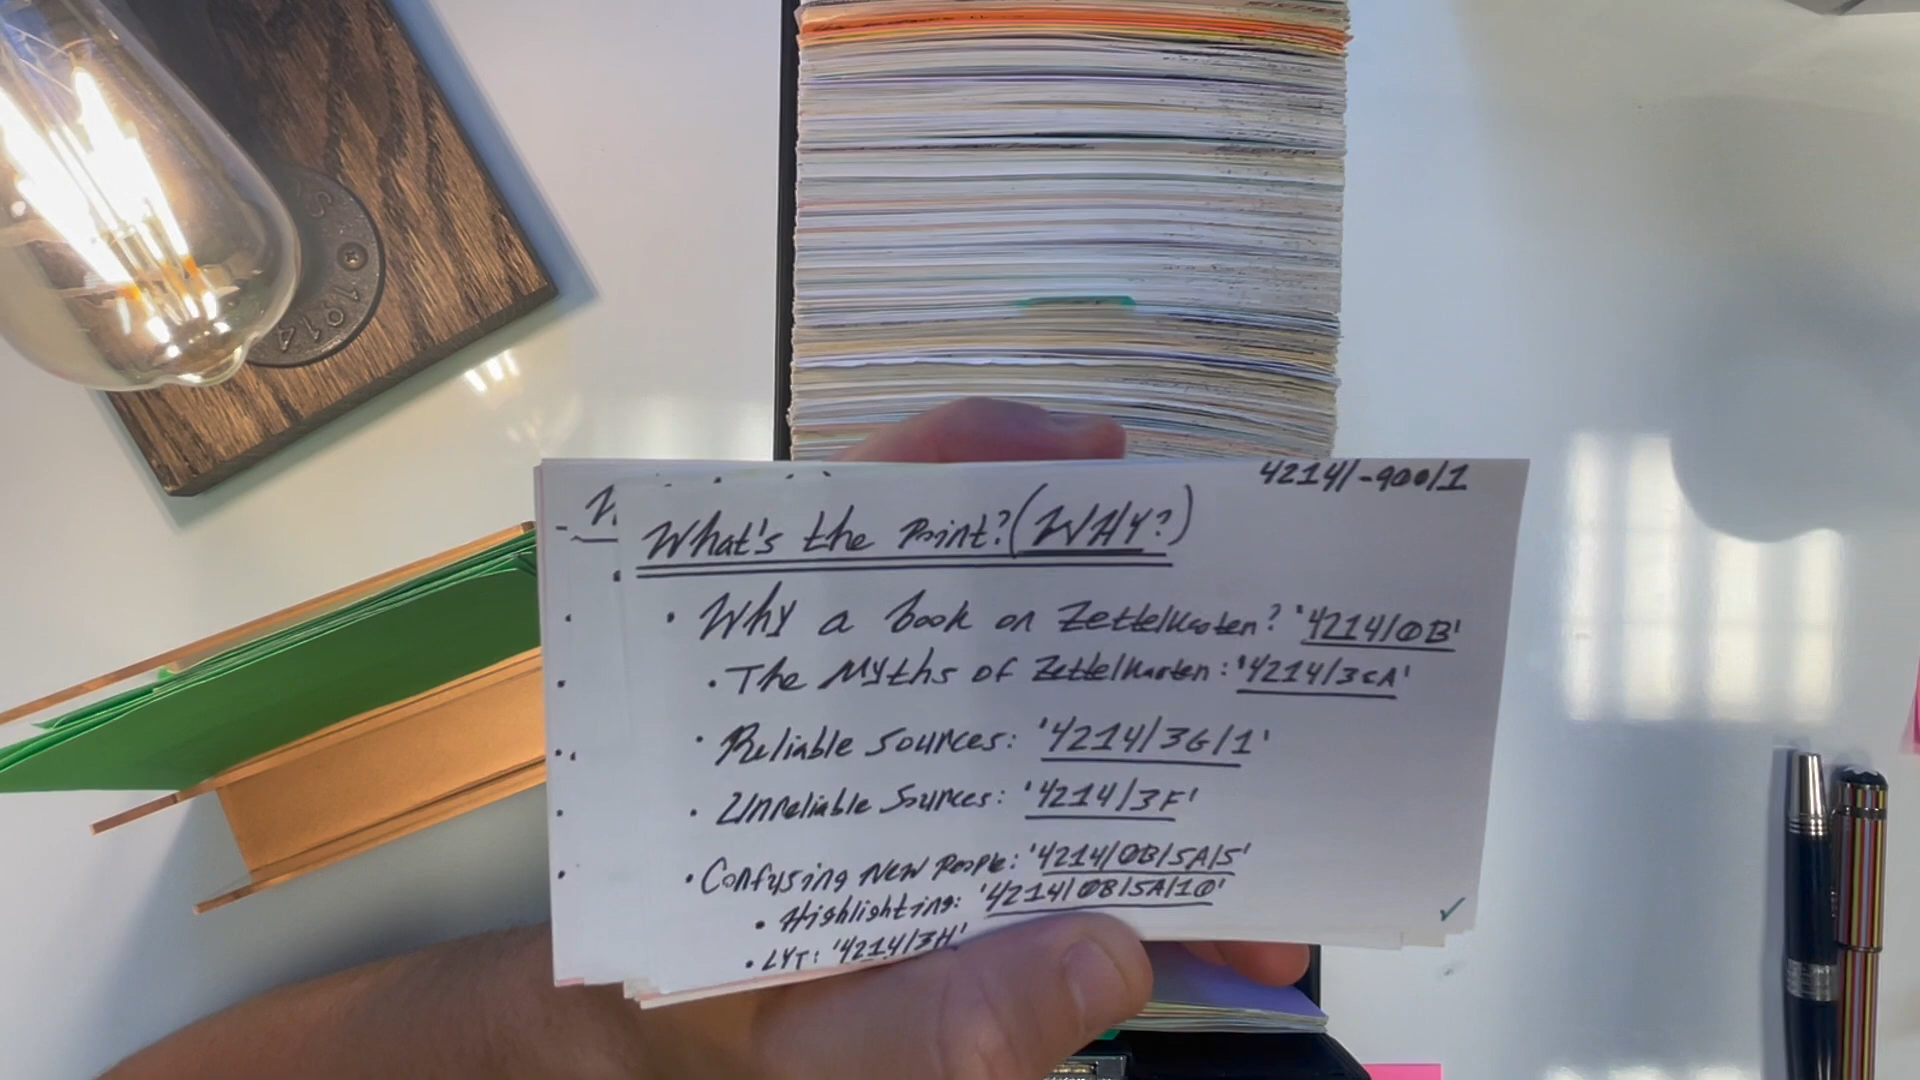 4214/-900/1
What's the Point? (WHY?)
• Why a book on Zettelkasten? '4214/0B'
• The Myths of Zettelkasten: '4214/3CA'
• Reliable Sources: '4214/3G/1'
• Unreliable Sources: '4214/3F'
• Confusing New People: '4214/0B/5A/5'
• Highlighting: '4214/0B/5A/10'
• LYT: '4214/3H'
1914